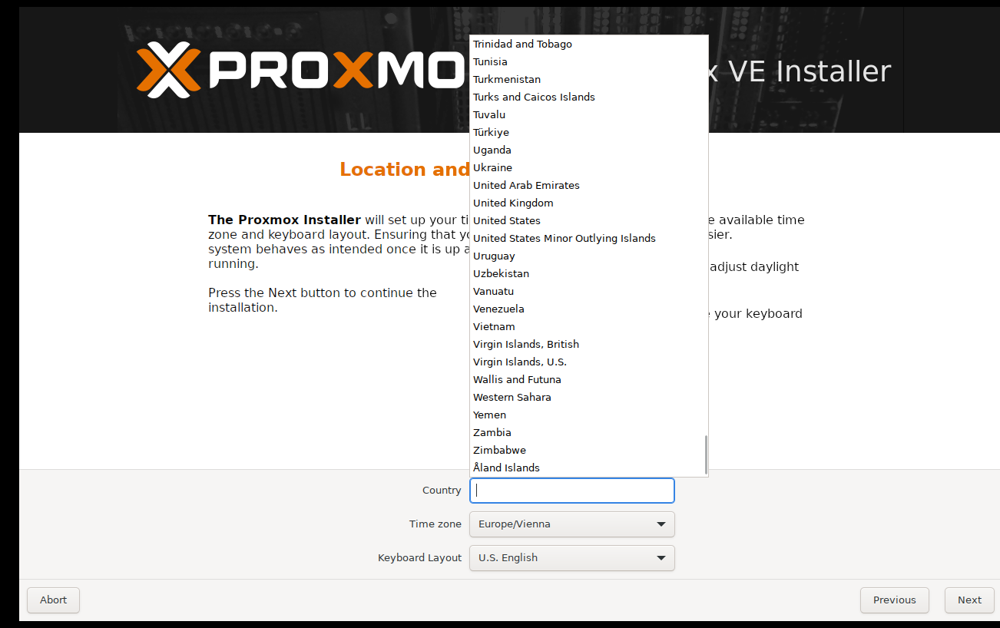 PROXMO
x VE Installer
Location and
The Proxmox Installer will set up your ti
zone and keyboard layout. Ensuring that yo
system behaves as intended once it is up a
running.
Press the Next button to continue the
installation.
e available time
sier.
adjust daylight
your keyboard
Trinidad and Tobago
Tunisia
Turkmenistan
Turks and Caicos Islands
Tuvalu
Türkiye
Uganda
Ukraine
United Arab Emirates
United Kingdom
United States
United States Minor Outlying Islands
Uruguay
Uzbekistan
Vanuatu
Venezuela
Vietnam
Virgin Islands, British
Virgin Islands, U.S.
Wallis and Futuna
Western Sahara
Yemen
Zambia
Zimbabwe
Åland Islands
Country
Time zone Europe/Vienna
Keyboard Layout U.S. English
Abort Previous Next